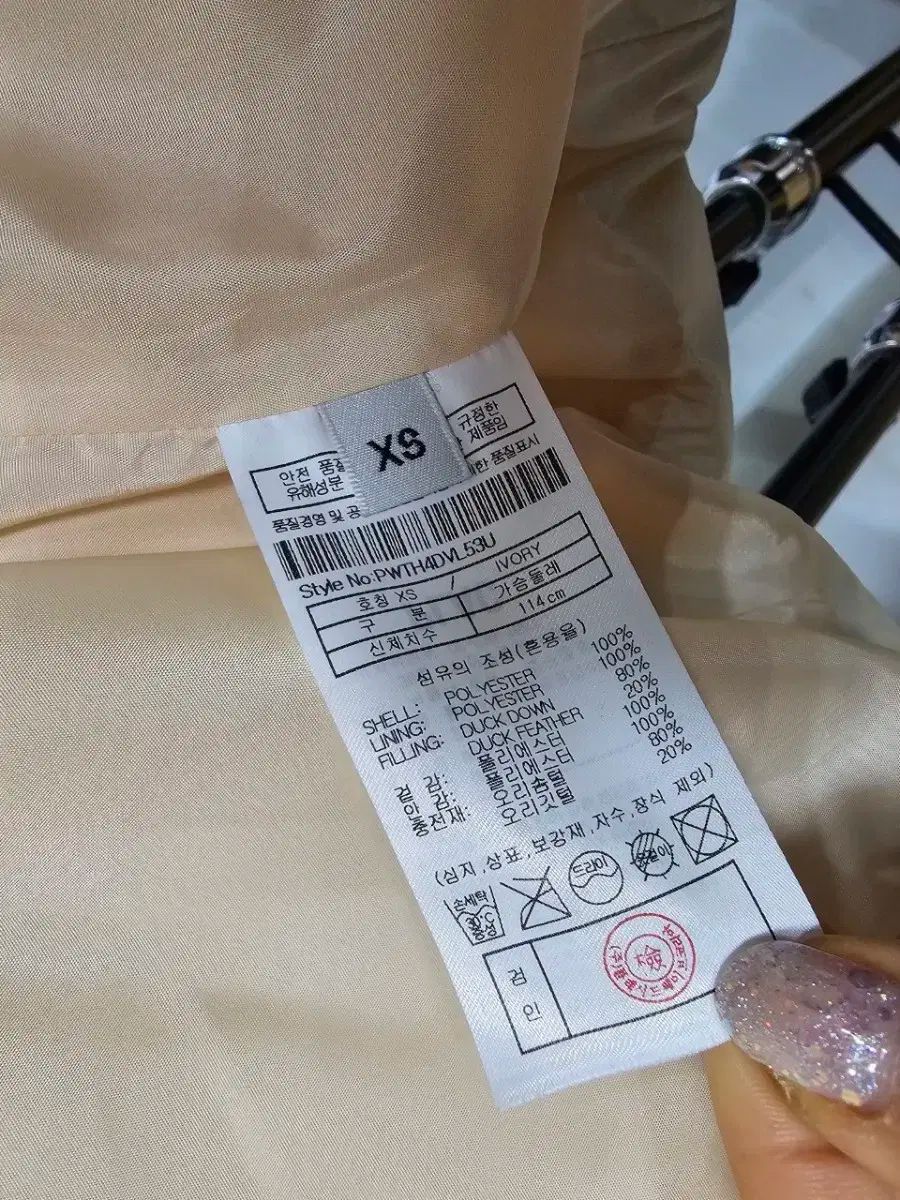 XS
안전 품질
규정한
유해성분
제품임
품질경영 및 공
한 품질표시
Style No:PWTH4DVL53U
호칭 XS / IVORY
구 분 가슴둘레
신체치수 114cm
섬유의 조성(혼용율)
SHELL: POLYESTER 100%
LINING: POLYESTER 100%
FILLING: DUCK DOWN 80%
DUCK FEATHER 20%
겉 감: 폴리에스터 100%
안 감: 폴리에스터 100%
충전재: 오리솜털 80%
오리깃털 20%
(심지,상표,보강재,자수,장식 제외)
손세탁
30°C
중성
드라이
검
인
檢